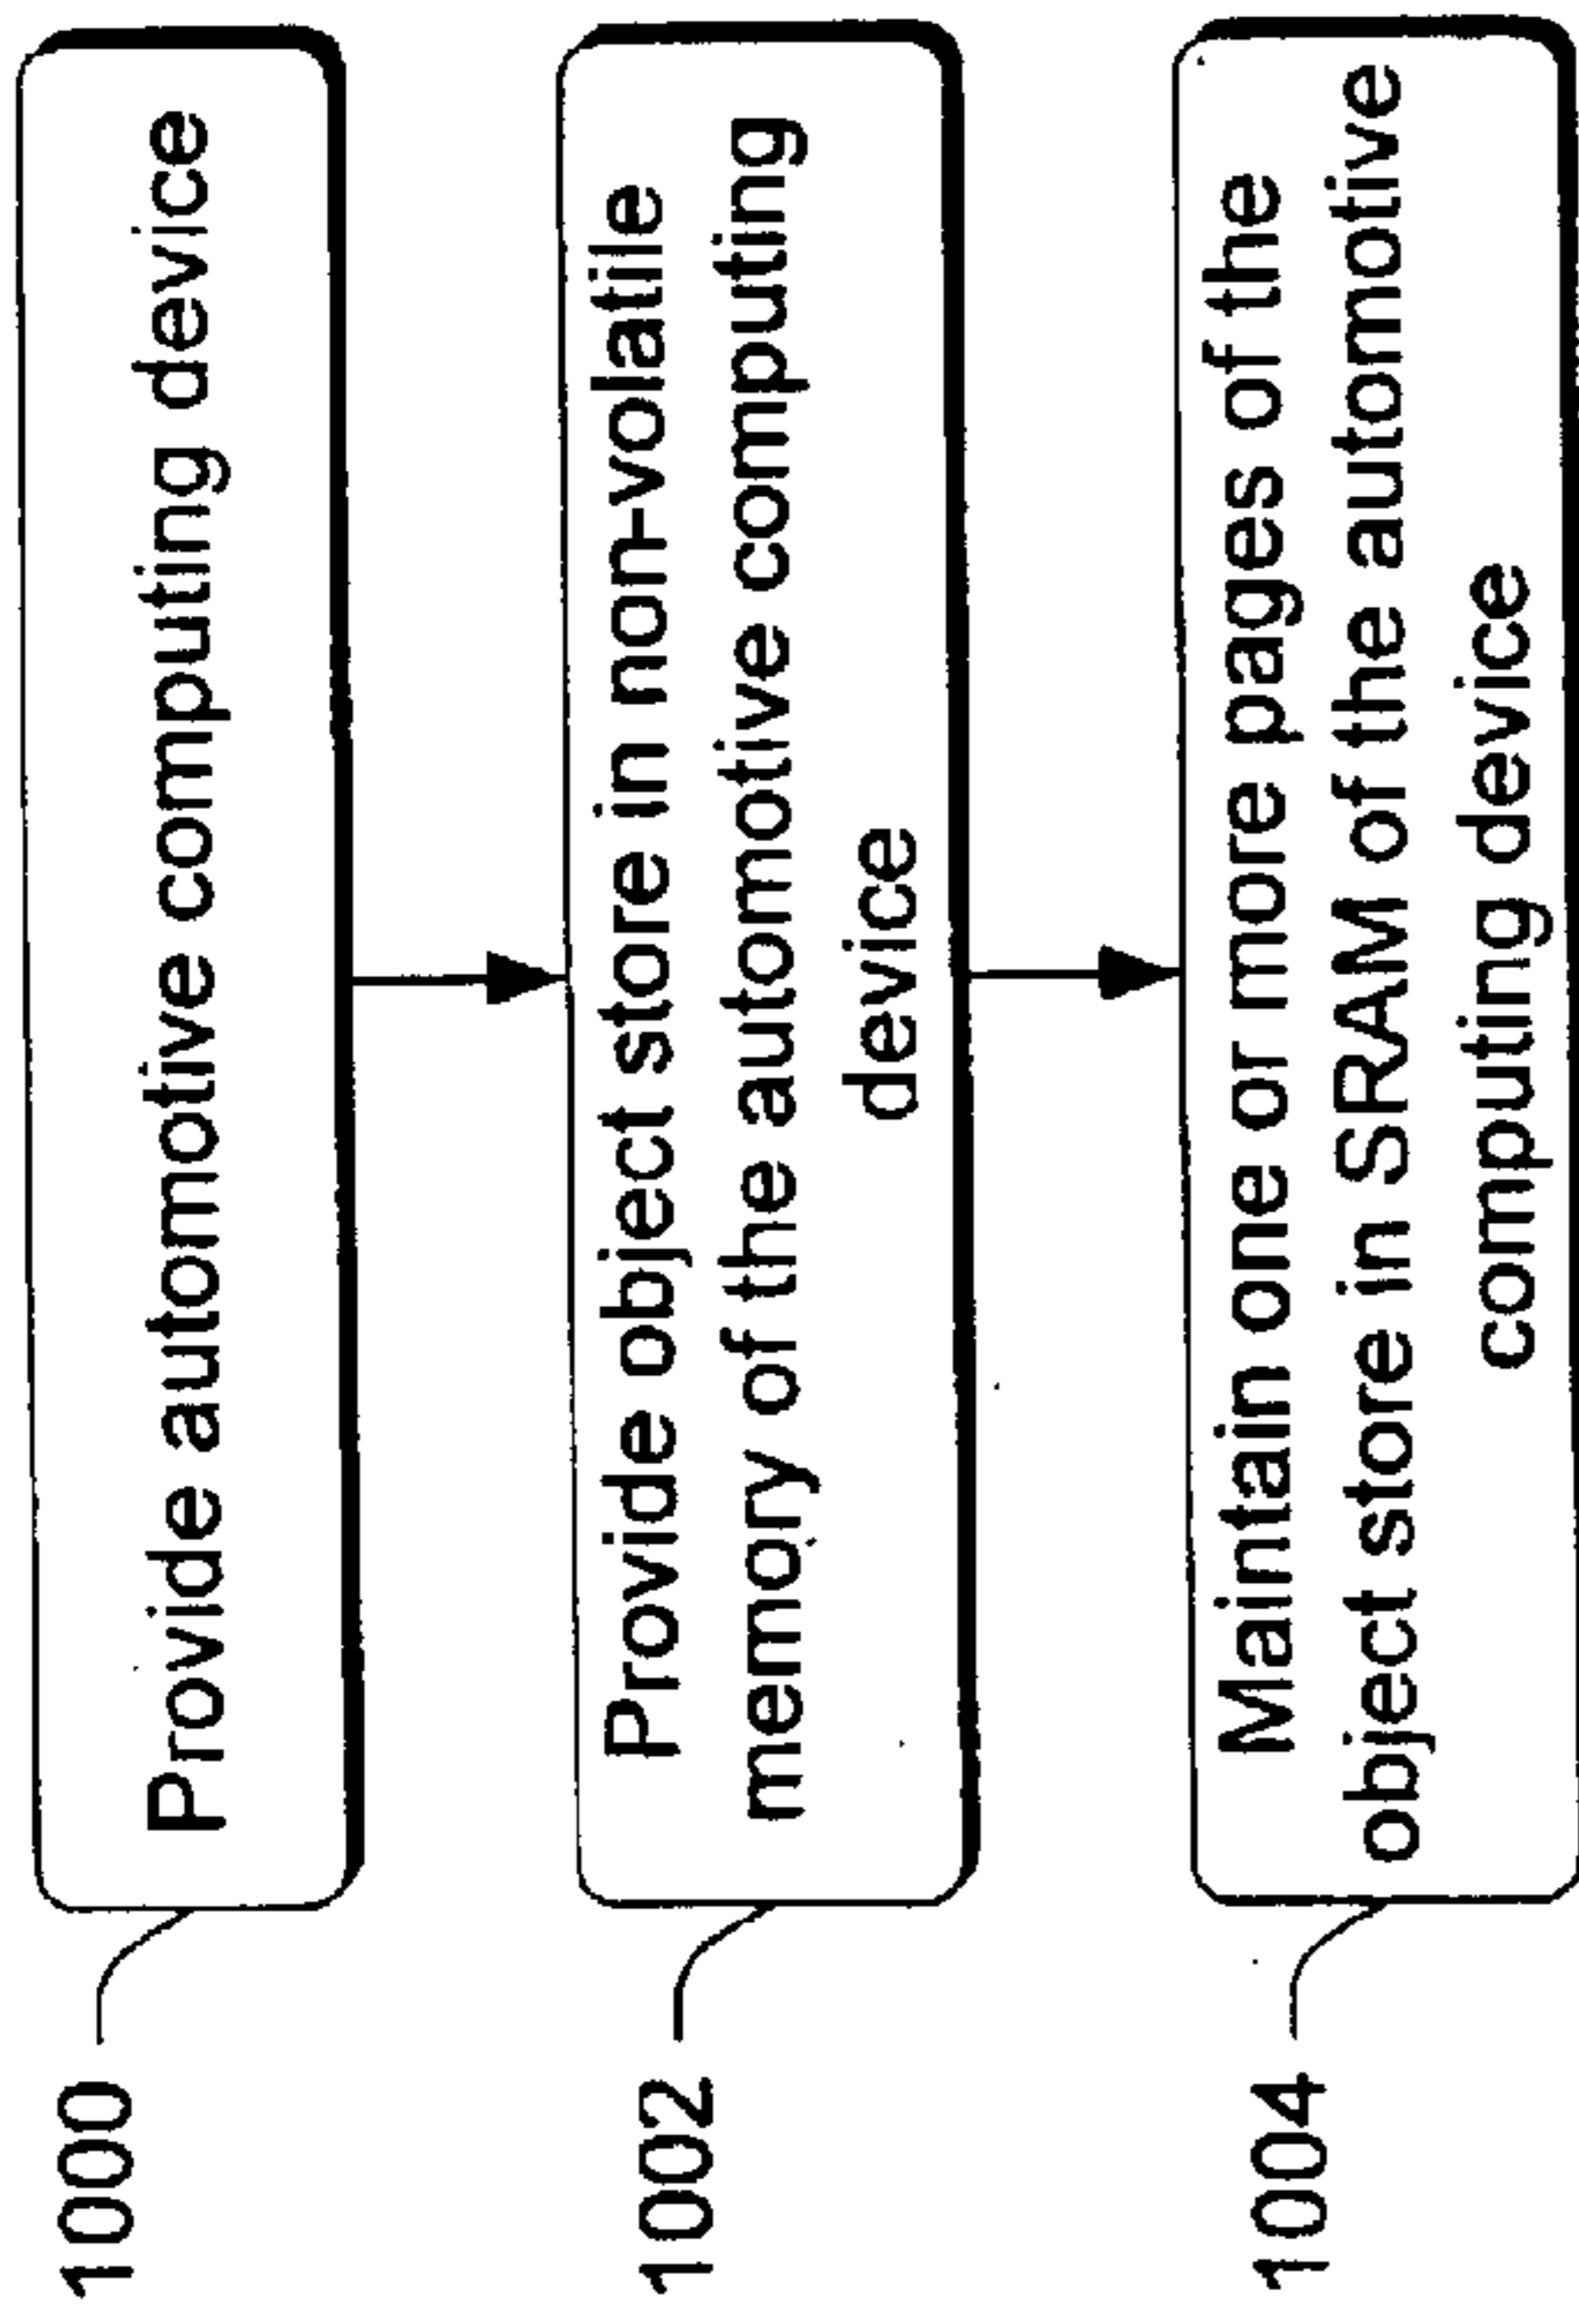 1000
Provide automotive computing device
1002
Provide object store in non-volatile
memory of the automotive computing
device
1004
Maintain one or more pages of the
object store in SRAM of the automotive
computing device